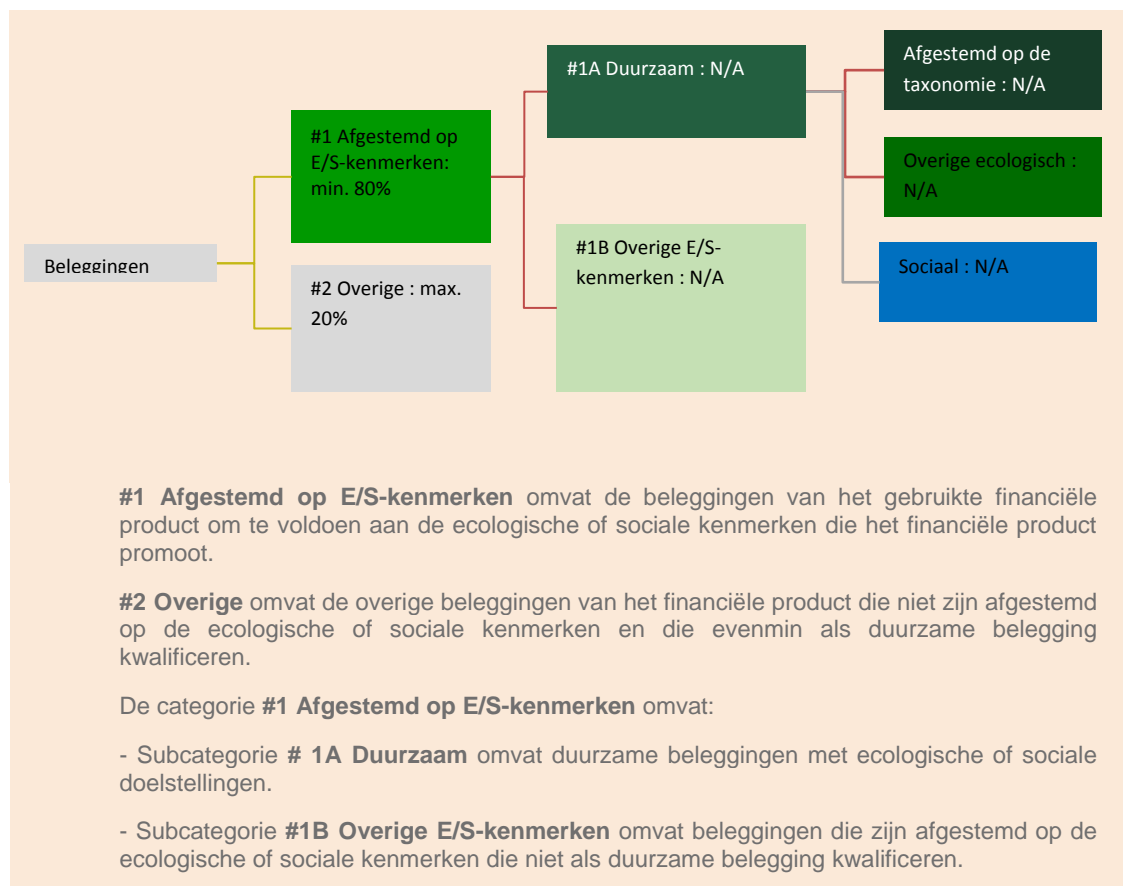 Beleggingen
#1 Afgestemd op
E/S-kenmerken:
min. 80%
#2 Overige : max.
20%
#1A Duurzaam : N/A
#1B Overige E/S-
kenmerken : N/A
Afgestemd op de
taxonomie : N/A
Overige ecologisch :
N/A
Sociaal : N/A
#1 Afgestemd op E/S-kenmerken omvat de beleggingen van het gebruikte financiële
product om te voldoen aan de ecologische of sociale kenmerken die het financiële product
promoot.
#2 Overige omvat de overige beleggingen van het financiële product die niet zijn afgestemd
op de ecologische of sociale kenmerken en die evenmin als duurzame belegging
kwalificeren.
De categorie #1 Afgestemd op E/S-kenmerken omvat:
- Subcategorie # 1A Duurzaam omvat duurzame beleggingen met ecologische of sociale
doelstellingen.
- Subcategorie #1B Overige E/S-kenmerken omvat beleggingen die zijn afgestemd op de
ecologische of sociale kenmerken die niet als duurzame belegging kwalificeren.